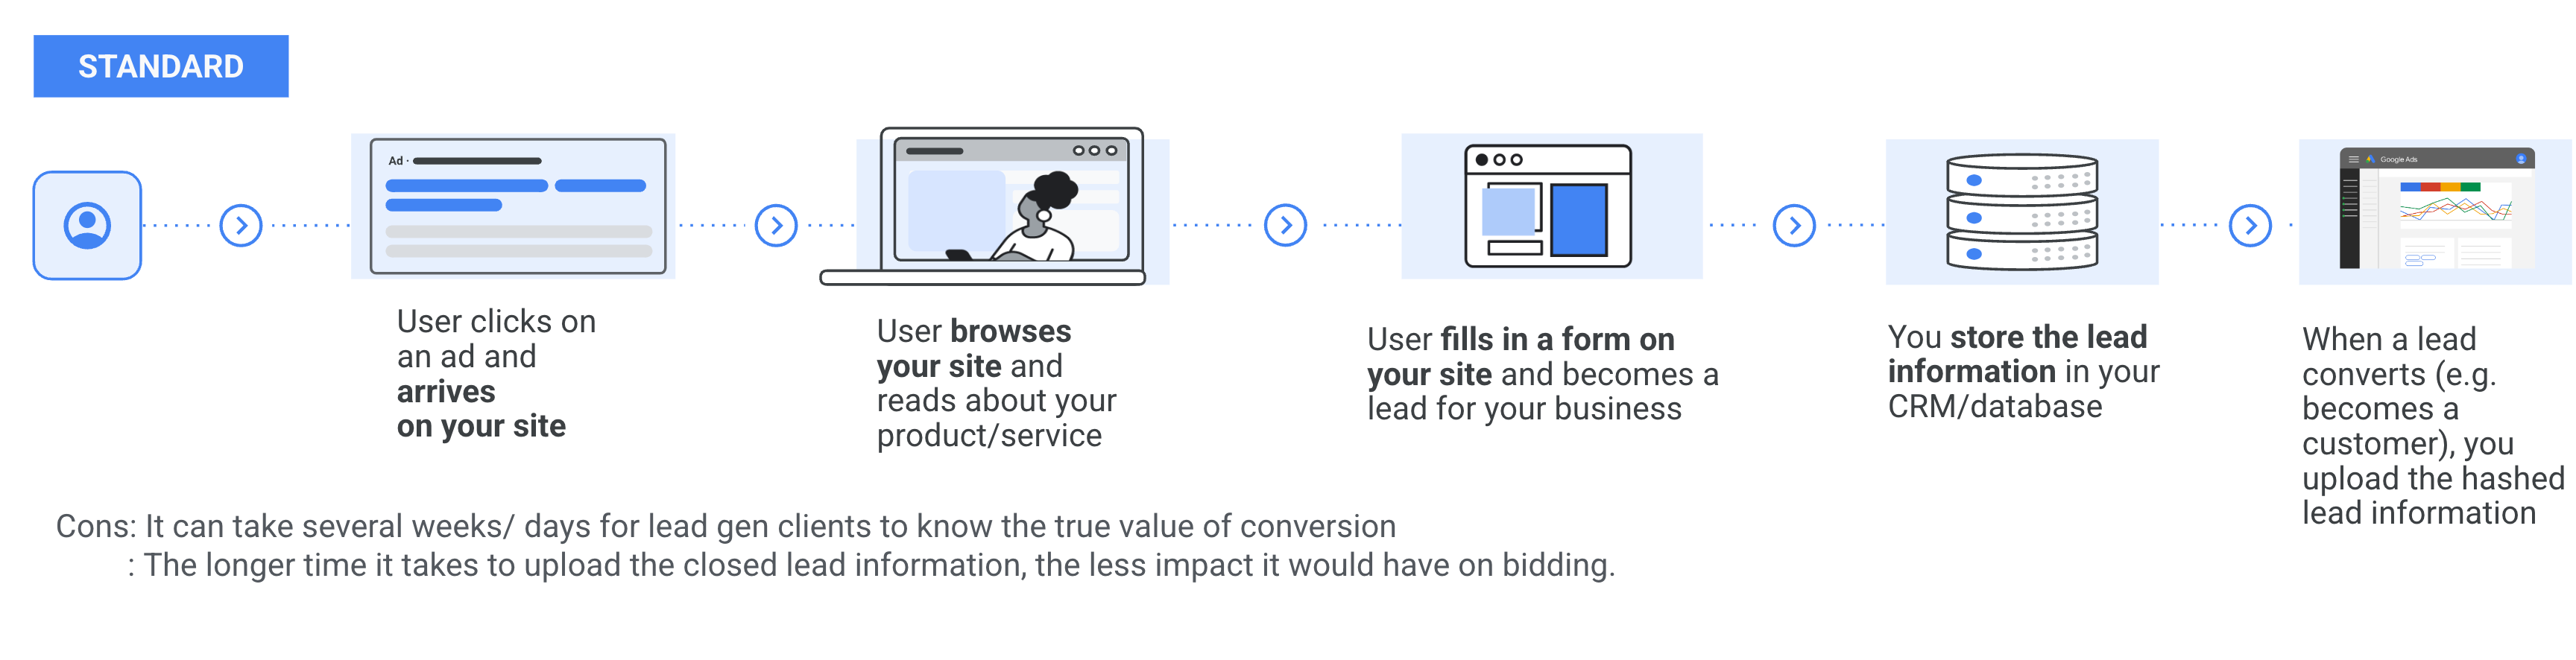 STANDARD
Ad ·
Google Ads
User clicks on
an ad and
arrives
on your site
User browses
your site and
reads about your
product/service
User fills in a form on
your site and becomes a
lead for your business
You store the lead
information in your
CRM/database
When a lead
converts (e.g.
becomes a
customer), you
upload the hashed
lead information
Cons: It can take several weeks/ days for lead gen clients to know the true value of conversion
: The longer time it takes to upload the closed lead information, the less impact it would have on bidding.